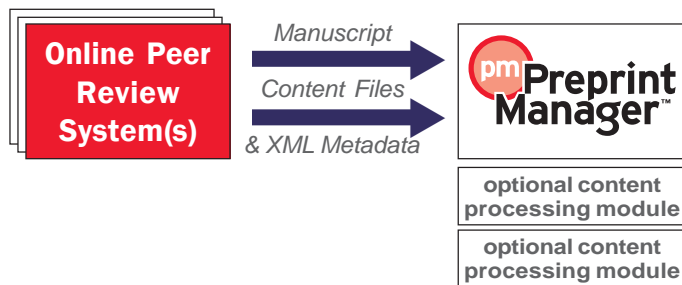 Online Peer
Review
System(s)
Manuscript
Content Files
& XML Metadata
pm
Preprint
Manager™
optional content
processing module
optional content
processing module